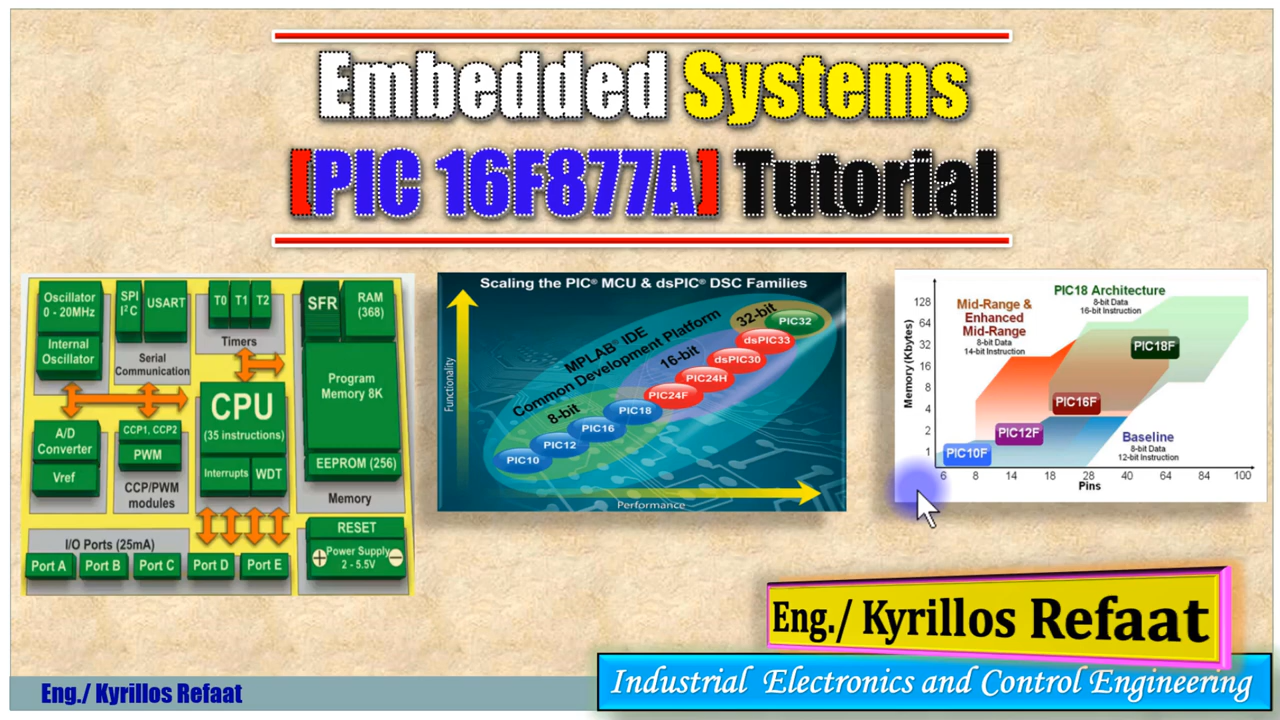 Embedded Systems
[PIC 16F877A] Tutorial
Oscillator
0 - 20MHz
Internal
Oscillator
SPI
I²C
USART
Serial
Communication
T0
T1
T2
Timers
SFR
RAM
(368)
Program
Memory 8K
EEPROM (256)
Memory
CPU
(35 instructions)
Interrupts
WDT
A/D
Converter
Vref
CCP1, CCP2
PWM
CCP/PWM
modules
I/O Ports (25mA)
Port A
Port B
Port C
Port D
Port E
RESET
+ Power Supply −
2 - 5.5V
Scaling the PIC® MCU & dsPIC® DSC Families
Functionality
MPLAB® IDE
Common Development Platform
8-bit
16-bit
32-bit
PIC10
PIC12
PIC16
PIC18
PIC24F
PIC24H
dsPIC30
dsPIC33
PIC32
Performance
Memory (Kbytes)
128
64
32
16
8
4
2
1
Mid-Range &
Enhanced
Mid-Range
8-bit Data
14-bit Instruction
PIC18 Architecture
8-bit Data
16-bit Instruction
PIC18F
PIC16F
PIC12F
PIC10F
Baseline
8-bit Data
12-bit Instruction
6 8 14 18 28 40 64 84 100
Pins
Eng./ Kyrillos Refaat
Industrial Electronics and Control Engineering
Eng./ Kyrillos Refaat